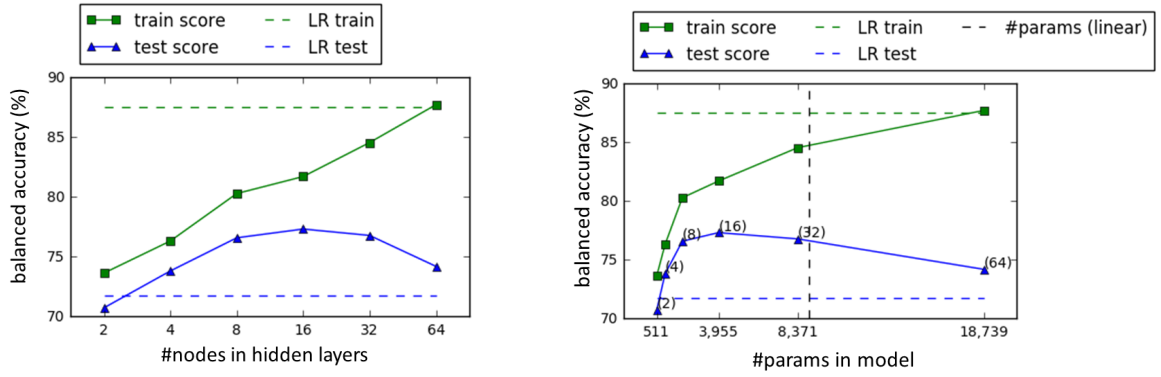 train score
LR train
test score
LR test
balanced accuracy (%)
90
85
80
75
70
2
4
8
16
32
64
#nodes in hidden layers
train score
LR train
#params (linear)
test score
LR test
balanced accuracy (%)
90
85
80
75
70
(2)
(4)
(8)
(16)
(32)
(64)
511
3,955
8,371
18,739
#params in model